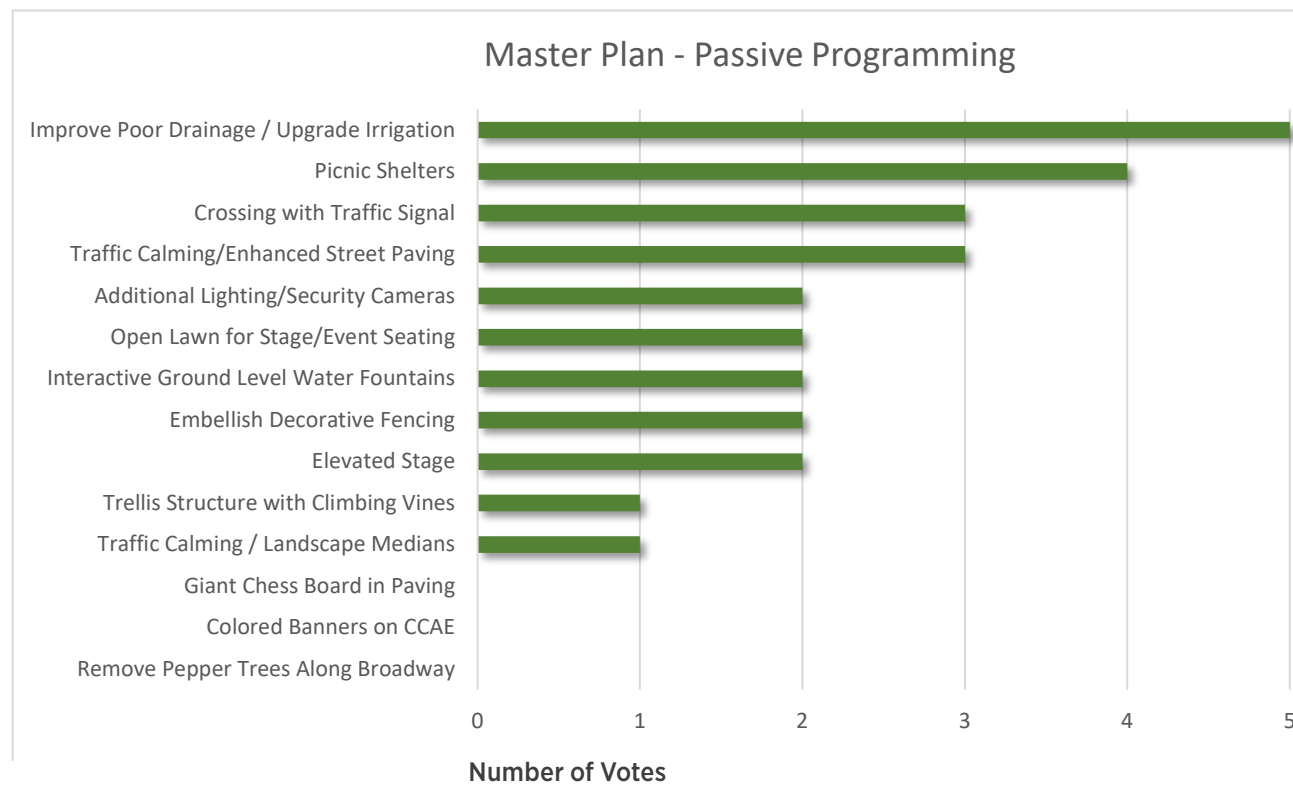 Master Plan - Passive Programming
Improve Poor Drainage / Upgrade Irrigation
Picnic Shelters
Crossing with Traffic Signal
Traffic Calming/Enhanced Street Paving
Additional Lighting/Security Cameras
Open Lawn for Stage/Event Seating
Interactive Ground Level Water Fountains
Embellish Decorative Fencing
Elevated Stage
Trellis Structure with Climbing Vines
Traffic Calming / Landscape Medians
Giant Chess Board in Paving
Colored Banners on CCAE
Remove Pepper Trees Along Broadway
0 1 2 3 4 5
Number of Votes